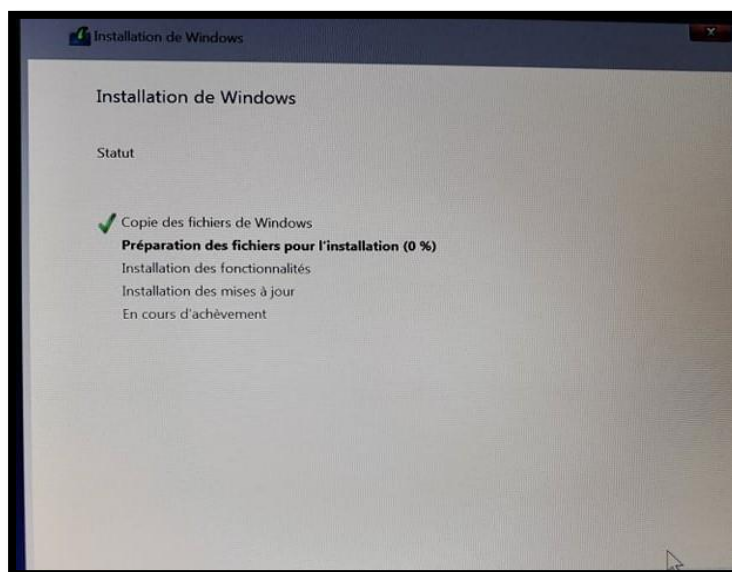 Installation de Windows
Installation de Windows
Statut
Copie des fichiers de Windows
Préparation des fichiers pour l'installation (0 %)
Installation des fonctionnalités
Installation des mises à jour
En cours d'achèvement